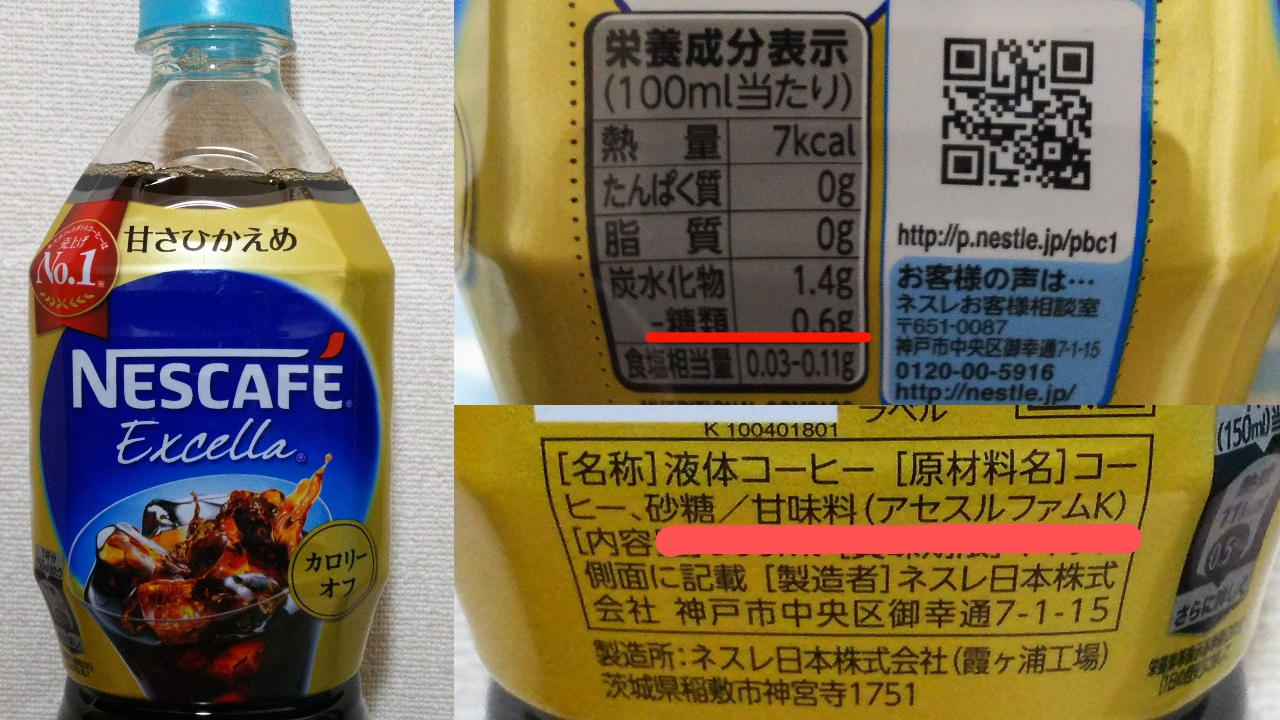 甘さひかえめ
売上げ
No.1
※
NESCAFÉ®
Excella®
カロリー
オフ
栄養成分表示
(100ml当たり)
熱 量 7kcal
たんぱく質 0g
脂 質 0g
炭水化物 1.4g
-糖類 0.6g
食塩相当量 0.03-0.11g
http://p.nestle.jp/pbc1
お客様の声は…
ネスレお客様相談室
〒651-0087
神戸市中央区御幸通7-1-15
0120-00-5916
http://nestle.jp/
ラベル
K 100401801
[名称]液体コーヒー [原材料名]コー
ヒー、砂糖/甘味料(アセスルファムK)
[内容
側面に記載 [製造者]ネスレ日本株式
会社 神戸市中央区御幸通7-1-15
製造所:ネスレ日本株式会社(霞ヶ浦工場)
茨城県稲敷市神宮寺1751
(150ml)
さらに